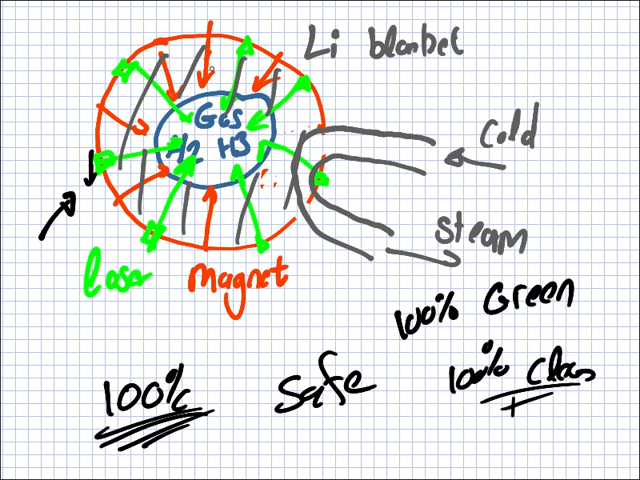 Li blanket
Gas
H2 H3
cold
steam
laser
magnet
100% Green
100% Clean
100%
Safe